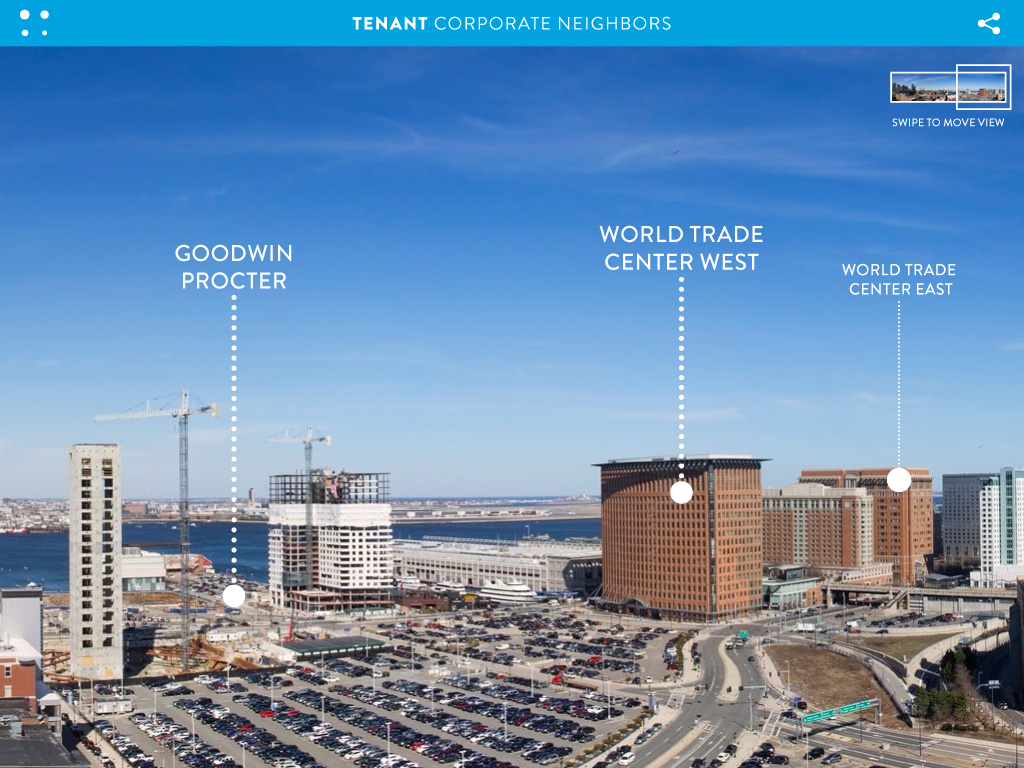 TENANT CORPORATE NEIGHBORS
SWIPE TO MOVE VIEW
GOODWIN
PROCTER
WORLD TRADE
CENTER WEST
WORLD TRADE
CENTER EAST